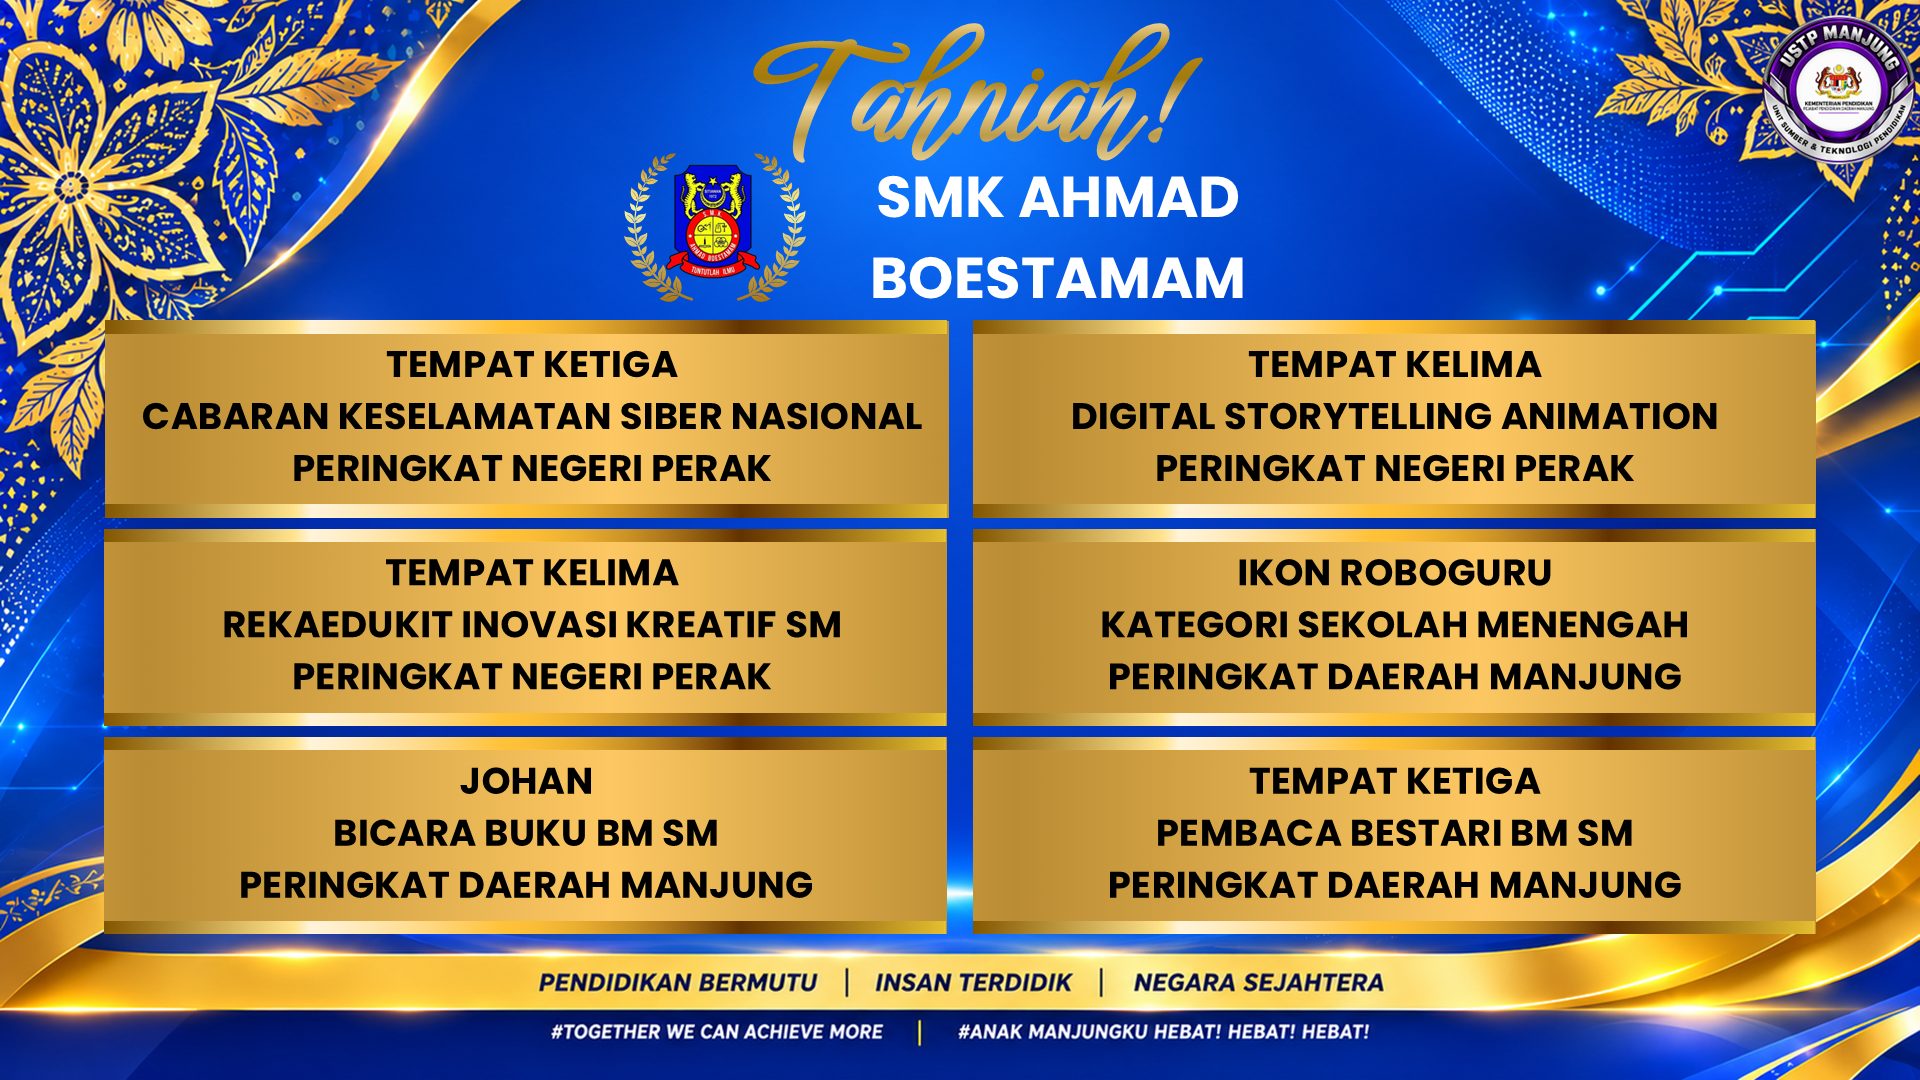 Tahniah!
SMK AHMAD
BOESTAMAM
USTP MANJUNG
KEMENTERIAN PENDIDIKAN
PEJABAT PENDIDIKAN DAERAH MANJUNG
UNIT SUMBER & TEKNOLOGI PENDIDIKAN
S.M.K
AHMAD BOESTAMAM
TUNTUTLAH ILMU
TEMPAT KETIGA
CABARAN KESELAMATAN SIBER NASIONAL
PERINGKAT NEGERI PERAK
TEMPAT KELIMA
DIGITAL STORYTELLING ANIMATION
PERINGKAT NEGERI PERAK
TEMPAT KELIMA
REKAEDUKIT INOVASI KREATIF SM
PERINGKAT NEGERI PERAK
IKON ROBOGURU
KATEGORI SEKOLAH MENENGAH
PERINGKAT DAERAH MANJUNG
JOHAN
BICARA BUKU BM SM
PERINGKAT DAERAH MANJUNG
TEMPAT KETIGA
PEMBACA BESTARI BM SM
PERINGKAT DAERAH MANJUNG
PENDIDIKAN BERMUTU | INSAN TERDIDIK | NEGARA SEJAHTERA
#TOGETHER WE CAN ACHIEVE MORE | #ANAK MANJUNGKU HEBAT! HEBAT! HEBAT!